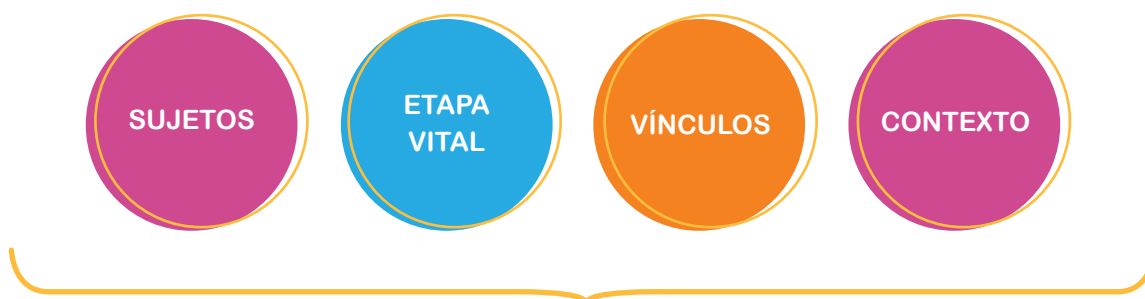 SUJETOS
ETAPA
VITAL
VÍNCULOS
CONTEXTO